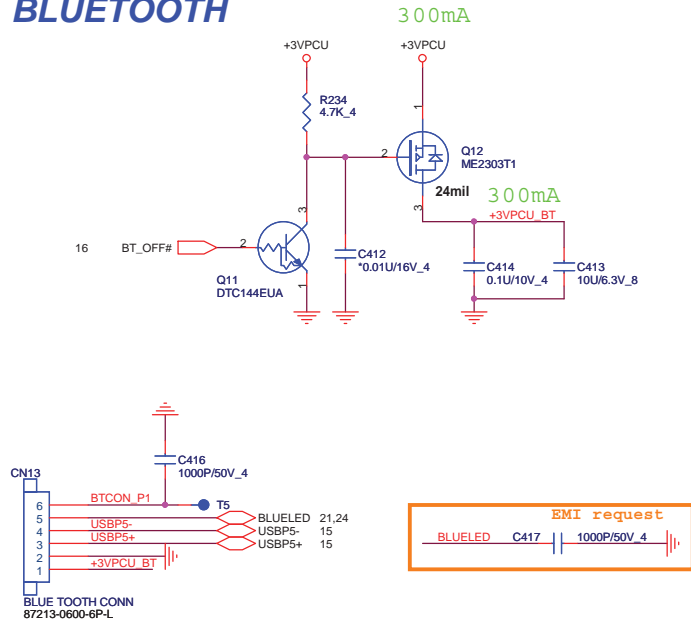 BLUETOOTH
300mA
+3VPCU
+3VPCU
R234
4.7K_4
1
2
Q12
ME2303T1
24mil
3
300mA
+3VPCU_BT
3
16 BT_OFF# 2
C412
*0.01U/16V_4
C414
0.1U/10V_4
C413
10U/6.3V_8
Q11
DTC144EUA
1
C416
1000P/50V_4
CN13
6 BTCON_P1 T5
5 BLUELED 21,24
4 USBP5- USBP5- 15
3 USBP5+ USBP5+ 15
2
1 +3VPCU_BT
BLUE TOOTH CONN
87213-0600-6P-L
EMI request
BLUELED C417 1000P/50V_4